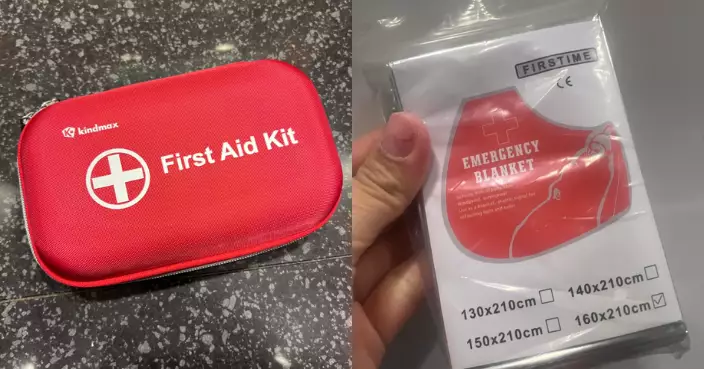 kindmax
First Aid Kit
FIRSTIME
CE
EMERGENCY
BLANKET
130x210cm
140x210cm
150x210cm
160x210cm